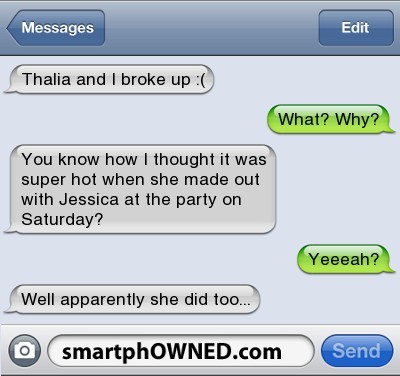 Messages
Edit
Thalia and I broke up :(
What? Why?
You know how I thought it was
super hot when she made out
with Jessica at the party on
Saturday?
Yeeeah?
Well apparently she did too...
smartphOWNED.com
Send